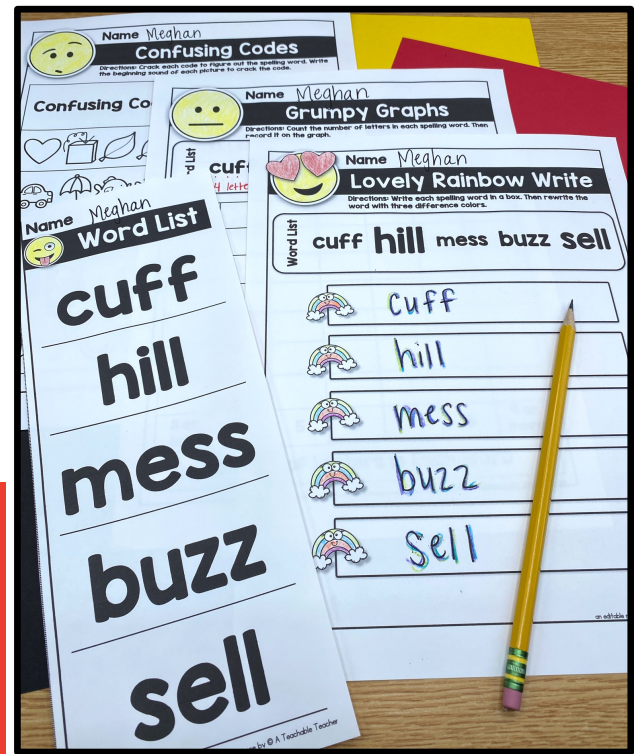 Name Meghan
Confusing Codes
Directions: Crack each code to figure out the spelling word. Write
the beginning sound of each picture to crack the code.
Confusing Co
Name Meghan
Grumpy Graphs
Directions: Count the number of letters in each spelling word. Then
record it on the graph.
cuf
4 lette
Name Meghan
Lovely Rainbow Write
Directions: Write each spelling word in a box. Then rewrite the
word with three difference colors.
Word List
cuff hill mess buzz sell
cuff
hill
mess
buzz
sell
an editable
Name Meghan
Word List
cuff
hill
mess
buzz
sell
by © A Teachable Teacher